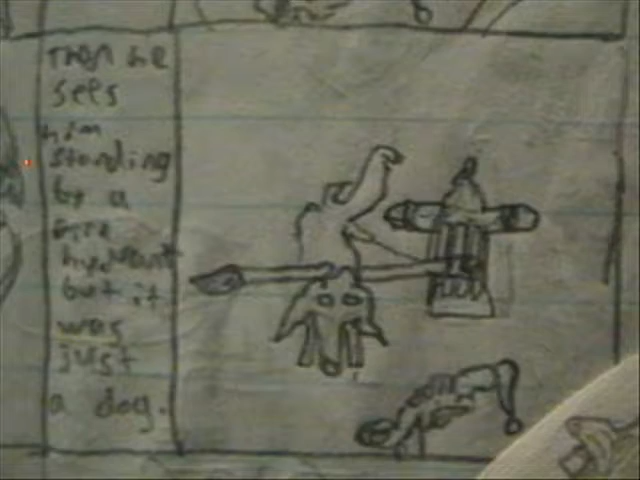 Then he
sees
him
standing
by a
fire
hydrant
but it
was
just
a dog.